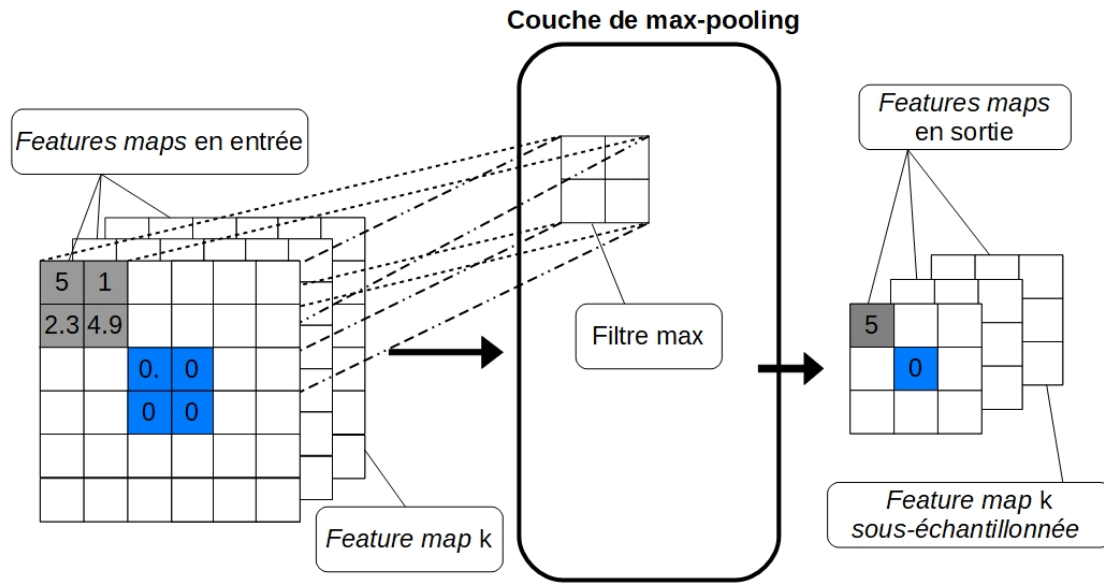 Couche de max-pooling
Features maps en entrée
Features maps
en sortie
5 1
2.3 4.9
0. 0
0 0
Filtre max
5
0
Feature map k
Feature map k
sous-échantillonnée